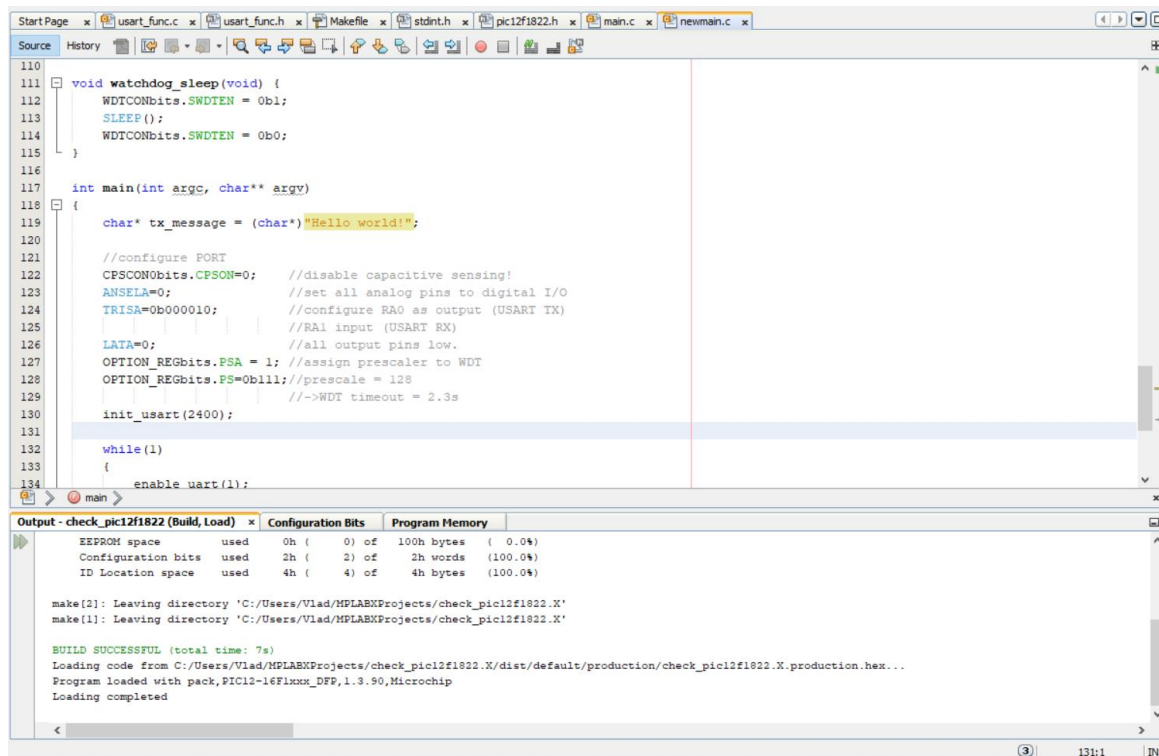 Start Page x usart_func.c x usart_func.h x Makefile x stdint.h x pic12f1822.h x main.c x newmain.c x
Source History
110
111 void watchdog_sleep(void) {
112 WDTCONbits.SWDTEN = 0b1;
113 SLEEP();
114 WDTCONbits.SWDTEN = 0b0;
115 }
116
117 int main(int argc, char** argv)
118 {
119 char* tx_message = (char*)"Hello world!";
120
121 //configure PORT
122 CPSCON0bits.CPSON=0; //disable capacitive sensing!
123 ANSELA=0; //set all analog pins to digital I/O
124 TRISA=0b000010; //configure RA0 as output (USART TX)
125 //RA1 input (USART RX)
126 LATA=0; //all output pins low.
127 OPTION_REGbits.PSA = 1; //assign prescaler to WDT
128 OPTION_REGbits.PS=0b111;//prescale = 128
129 //->WDT timeout = 2.3s
130 init_usart(2400);
131
132 while(1)
133 {
134 enable_uart(1);
main
Output - check_pic12f1822 (Build, Load) x Configuration Bits Program Memory
EEPROM space used 0h ( 0) of 100h bytes ( 0.0%)
Configuration bits used 2h ( 2) of 2h words (100.0%)
ID Location space used 4h ( 4) of 4h bytes (100.0%)
make[2]: Leaving directory 'C:/Users/Vlad/MPLABXProjects/check_pic12f1822.X'
make[1]: Leaving directory 'C:/Users/Vlad/MPLABXProjects/check_pic12f1822.X'
BUILD SUCCESSFUL (total time: 7s)
Loading code from C:/Users/Vlad/MPLABXProjects/check_pic12f1822.X/dist/default/production/check_pic12f1822.X.production.hex...
Program loaded with pack,PIC12-16F1xxx_DFP,1.3.90,Microchip
Loading completed
3 131:1 IN